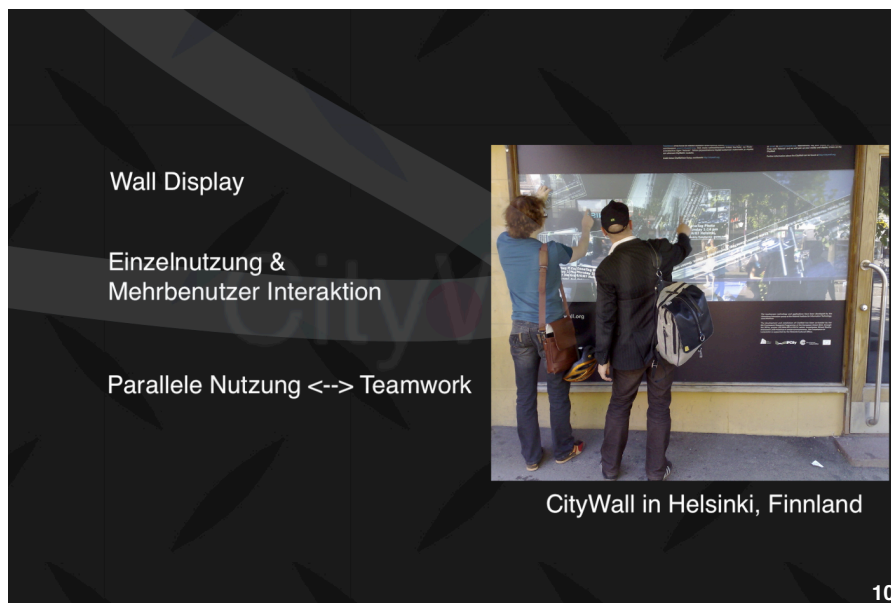 Wall Display
Einzelnutzung &
Mehrbenutzer Interaktion
Parallele Nutzung <--> Teamwork
CityWall in Helsinki, Finnland
10